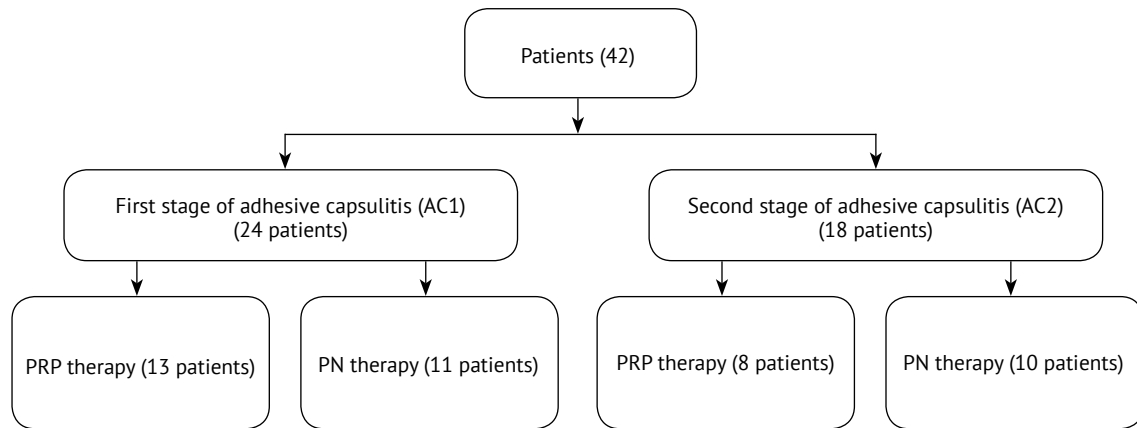 Patients (42)
First stage of adhesive capsulitis (AC1)
(24 patients)
Second stage of adhesive capsulitis (AC2)
(18 patients)
PRP therapy (13 patients)
PN therapy (11 patients)
PRP therapy (8 patients)
PN therapy (10 patients)